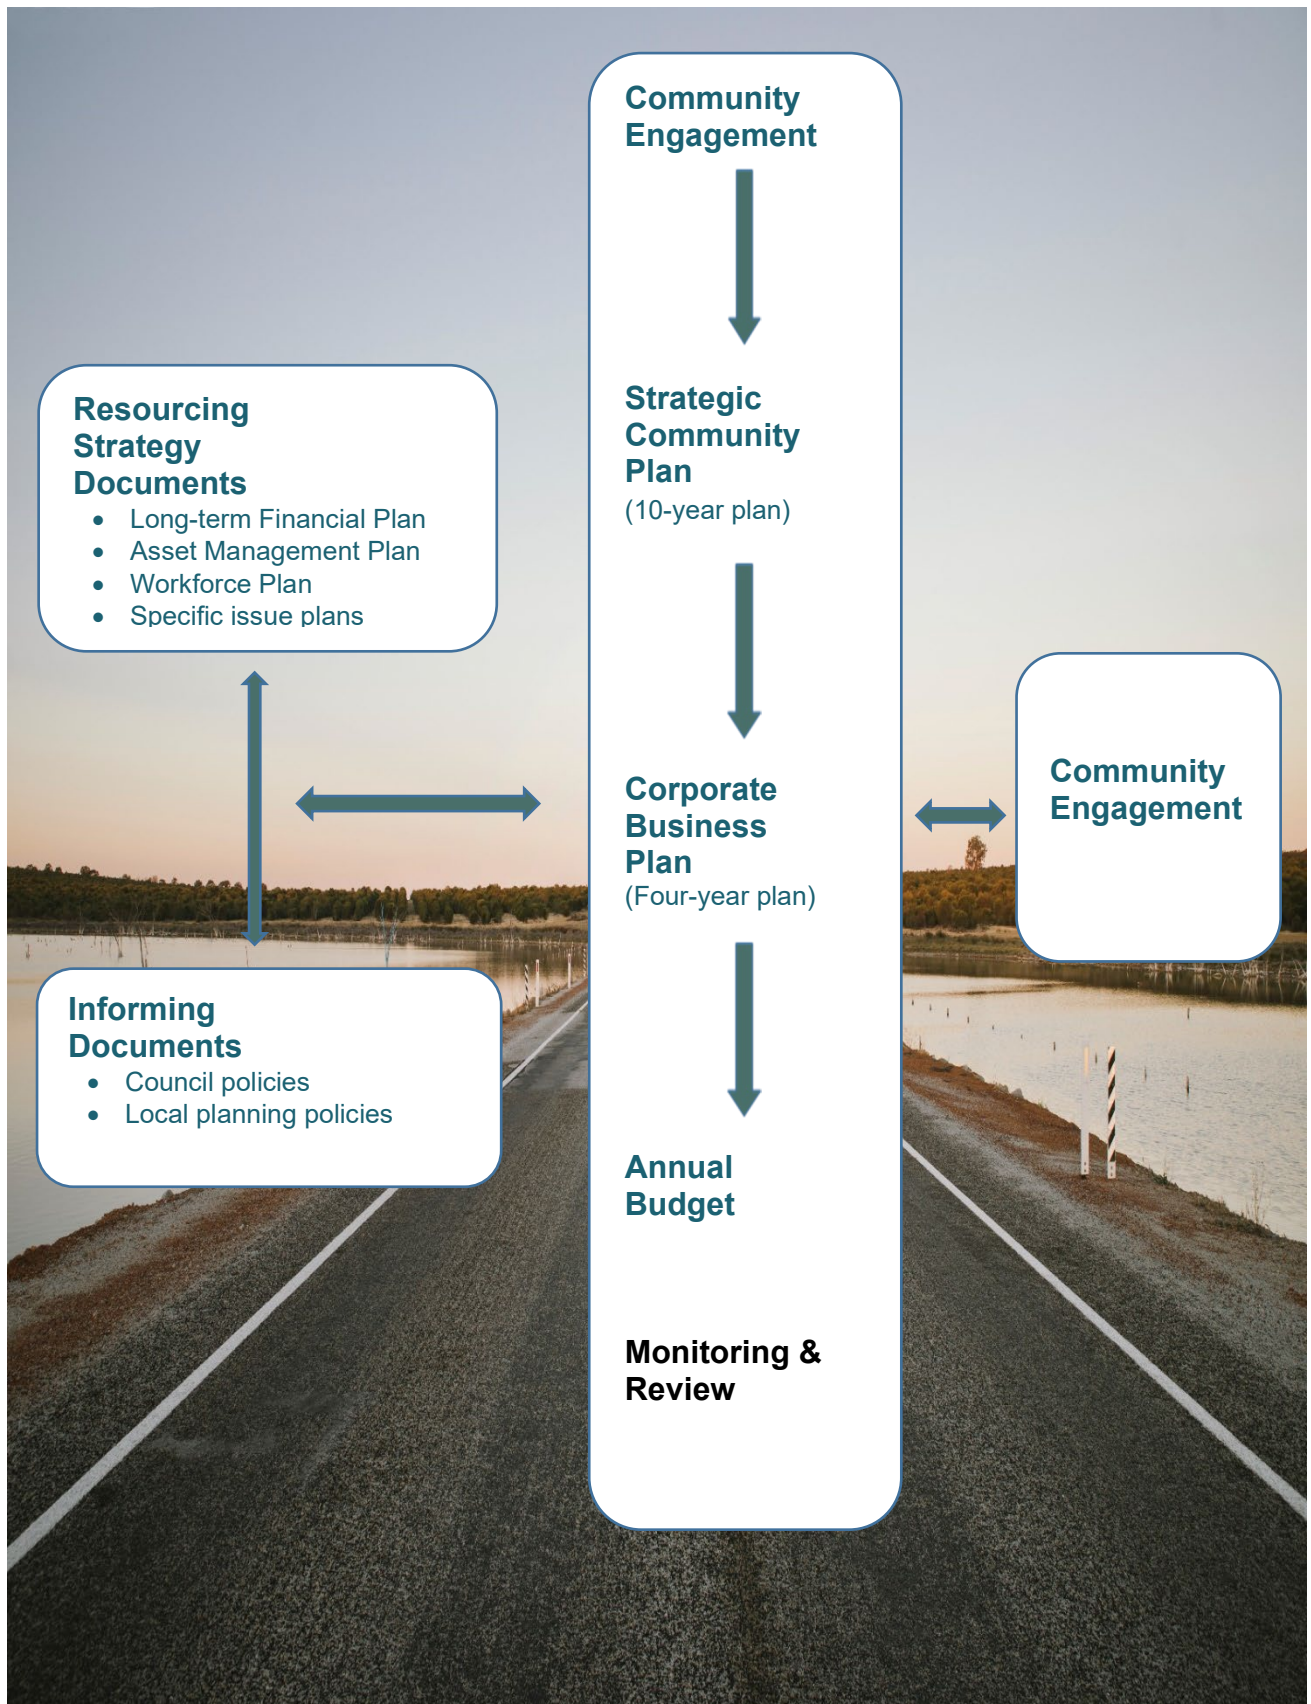 Community
Engagement
Strategic
Community
Plan
(10-year plan)
Corporate
Business
Plan
(Four-year plan)
Annual
Budget
Monitoring &
Review
Resourcing
Strategy
Documents
• Long-term Financial Plan
• Asset Management Plan
• Workforce Plan
• Specific issue plans
Informing
Documents
• Council policies
• Local planning policies
Community
Engagement